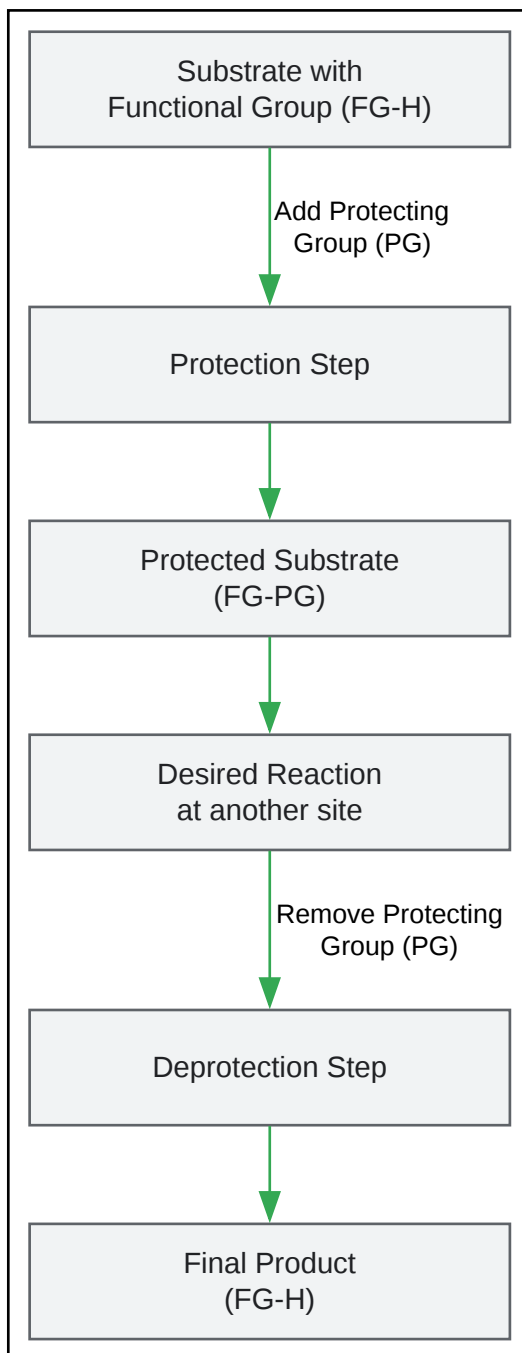 Substrate with
Functional Group (FG-H)
Add Protecting
Group (PG)
Protection Step
Protected Substrate
(FG-PG)
Desired Reaction
at another site
Remove Protecting
Group (PG)
Deprotection Step
Final Product
(FG-H)